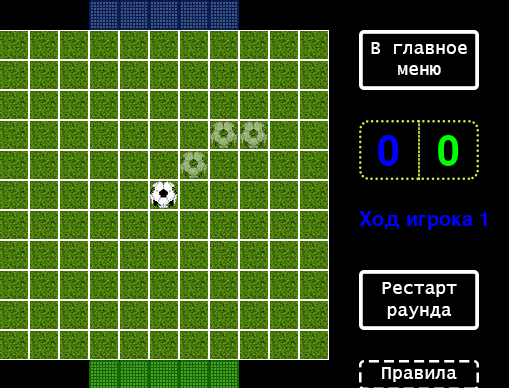 В главное
меню
0 0
Ход игрока 1
Рестарт
раунда
Правила